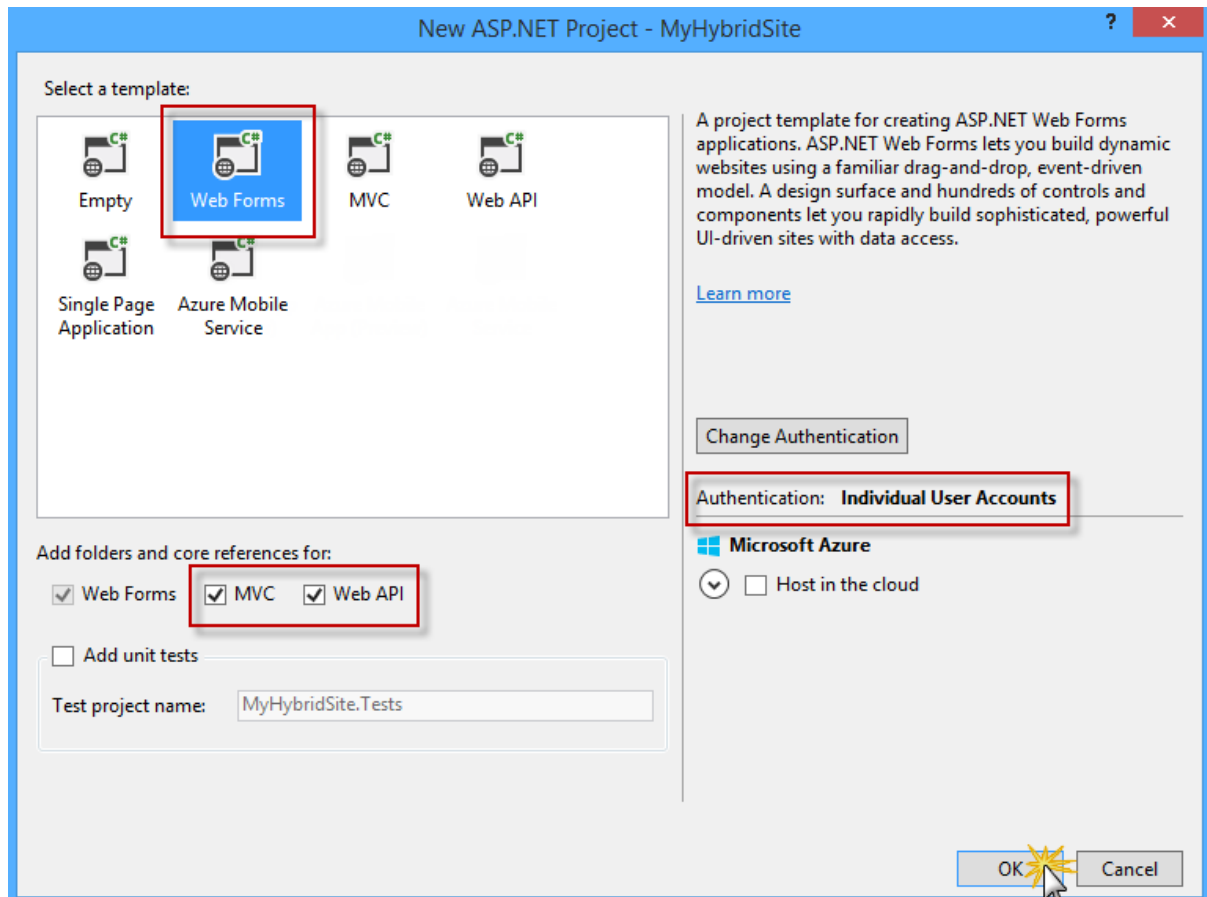 New ASP.NET Project - MyHybridSite
?
Select a template:
C# C# C# C#
Empty Web Forms MVC Web API
C# C#
Single Page Azure Mobile
Application Service
A project template for creating ASP.NET Web Forms
applications. ASP.NET Web Forms lets you build dynamic
websites using a familiar drag-and-drop, event-driven
model. A design surface and hundreds of controls and
components let you rapidly build sophisticated, powerful
UI-driven sites with data access.
Learn more
Change Authentication
Authentication: Individual User Accounts
Microsoft Azure
Host in the cloud
Add folders and core references for:
Web Forms MVC Web API
Add unit tests
Test project name: MyHybridSite.Tests
OK Cancel